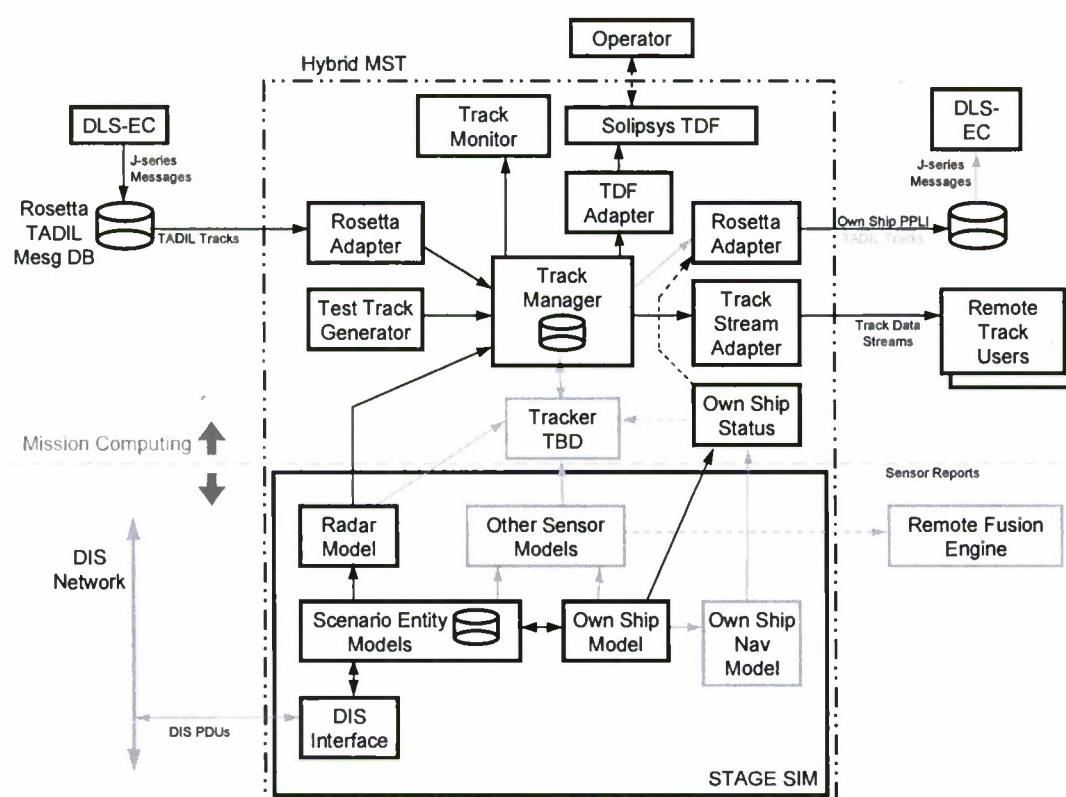 Operator
Hybrid MST
DLS-EC
Track
Monitor
Solipsys TDF
DLS-
EC
J-series
Messages
J-series
Messages
TDF
Adapter
Rosetta
TADIL
Mesg DB
TADIL Tracks
Rosetta
Adapter
Rosetta
Adapter
Own Ship PPLI
TADIL Tracks
Track
Manager
Test Track
Generator
Track
Stream
Adapter
Track Data
Streams
Remote
Track
Users
Tracker
TBD
Own Ship
Status
Mission Computing
Sensor Reports
Radar
Model
Other Sensor
Models
Remote Fusion
Engine
DIS
Network
Scenario Entity
Models
Own Ship
Model
Own Ship
Nav
Model
DIS PDUs
DIS
Interface
STAGE SIM